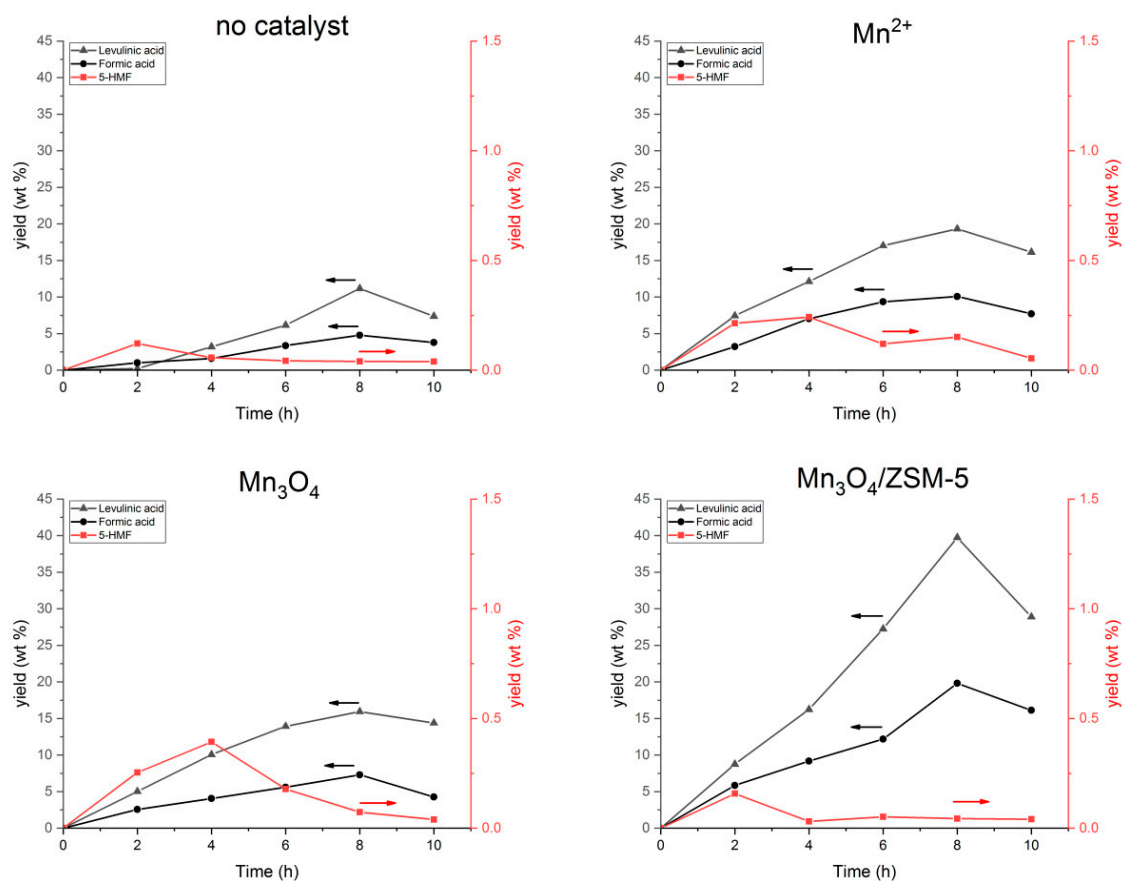 no catalyst
Levulinic acid
Formic acid
5-HMF
45
40
35
30
25
20
15
10
5
0
yield (wt %)
1.5
1.0
0.5
0.0
yield (wt %)
0 2 4 6 8 10
Time (h)
Mn²⁺
Levulinic acid
Formic acid
5-HMF
45
40
35
30
25
20
15
10
5
0
yield (wt %)
1.5
1.0
0.5
0.0
yield (wt %)
0 2 4 6 8 10
Time (h)
Mn₃O₄
Levulinic acid
Formic acid
5-HMF
45
40
35
30
25
20
15
10
5
0
yield (wt %)
1.5
1.0
0.5
0.0
yield (wt %)
0 2 4 6 8 10
Time (h)
Mn₃O₄/ZSM-5
Levulinic acid
Formic acid
5-HMF
45
40
35
30
25
20
15
10
5
0
yield (wt %)
1.5
1.0
0.5
0.0
yield (wt %)
0 2 4 6 8 10
Time (h)